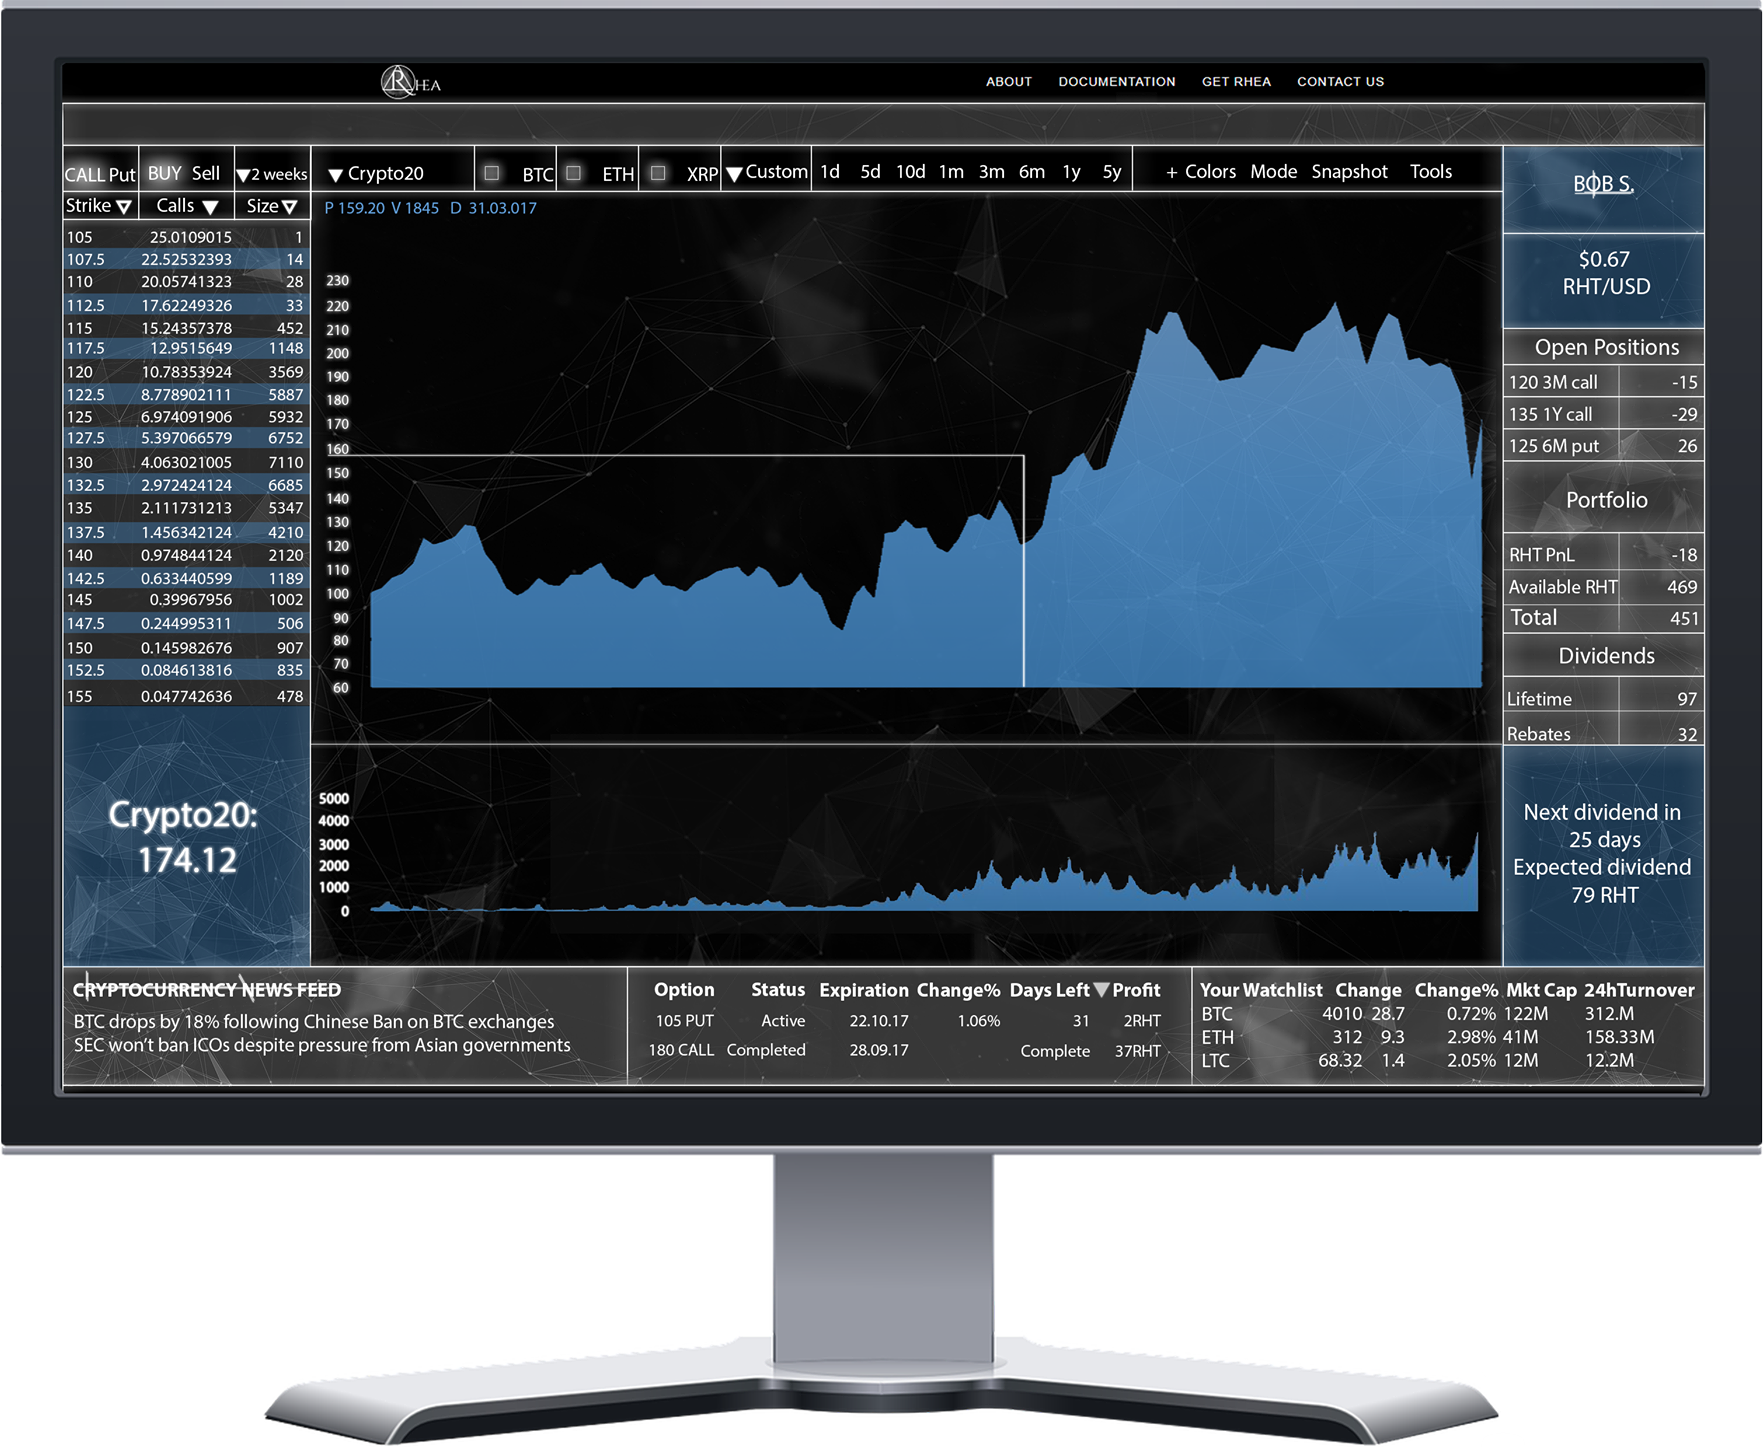 RHEA ABOUT DOCUMENTATION GET RHEA CONTACT US
CALL Put BUY Sell ▼2 weeks ▼ Crypto20 BTC ETH XRP ▼Custom 1d 5d 10d 1m 3m 6m 1y 5y + Colors Mode Snapshot Tools
Strike Calls ▼ Size
105 25.0109015 1
107.5 22.52532393 14
110 20.05741323 28
112.5 17.62249326 33
115 15.24357378 452
117.5 12.9515649 1148
120 10.78353924 3569
122.5 8.778902111 5887
125 6.974091906 5932
127.5 5.397066579 6752
130 4.063021005 7110
132.5 2.972424124 6685
135 2.111731213 5347
137.5 1.456342124 4210
140 0.974844124 2120
142.5 0.633440599 1189
145 0.39967956 1002
147.5 0.244995311 506
150 0.145982676 907
152.5 0.084613816 835
155 0.047742636 478
Crypto20:
174.12
P 159.20 V 1845 D 31.03.017
230
220
210
200
190
180
170
160
150
140
130
120
110
100
90
80
70
60
5000
4000
3000
2000
1000
0
BOB S.
$0.67
RHT/USD
Open Positions
120 3M call -15
135 1Y call -29
125 6M put 26
Portfolio
RHT PnL -18
Available RHT 469
Total 451
Dividends
Lifetime 97
Rebates 32
Next dividend in
25 days
Expected dividend
79 RHT
CRYPTOCURRENCY NEWS FEED
BTC drops by 18% following Chinese Ban on BTC exchanges
SEC won't ban ICOs despite pressure from Asian governments
Option Status Expiration Change% Days Left ▼ Profit
105 PUT Active 22.10.17 1.06% 31 2RHT
180 CALL Completed 28.09.17 Complete 37RHT
Your Watchlist Change Change% Mkt Cap 24hTurnover
BTC 4010 28.7 0.72% 122M 312.M
ETH 312 9.3 2.98% 41M 158.33M
LTC 68.32 1.4 2.05% 12M 12.2M